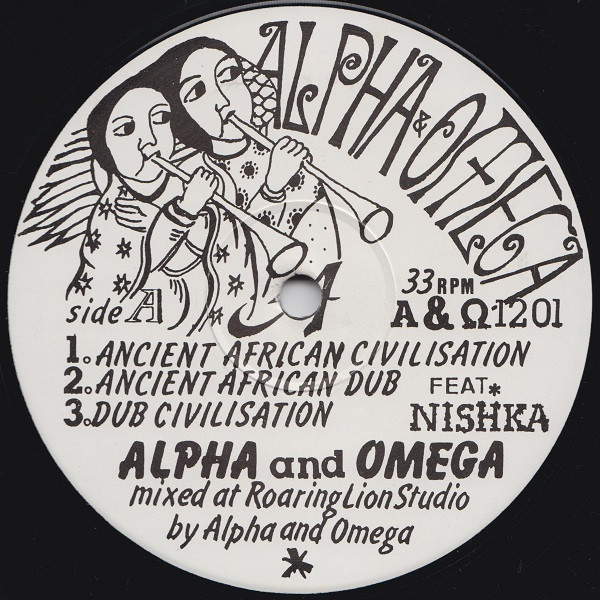 ALPHA & OMEGA
33 RPM
side A
A & Ω 1201
1. ANCIENT AFRICAN CIVILISATION
2. ANCIENT AFRICAN DUB FEAT*
3. DUB CIVILISATION NISHKA
ALPHA and OMEGA
mixed at Roaring Lion Studio
by Alpha and Omega
*